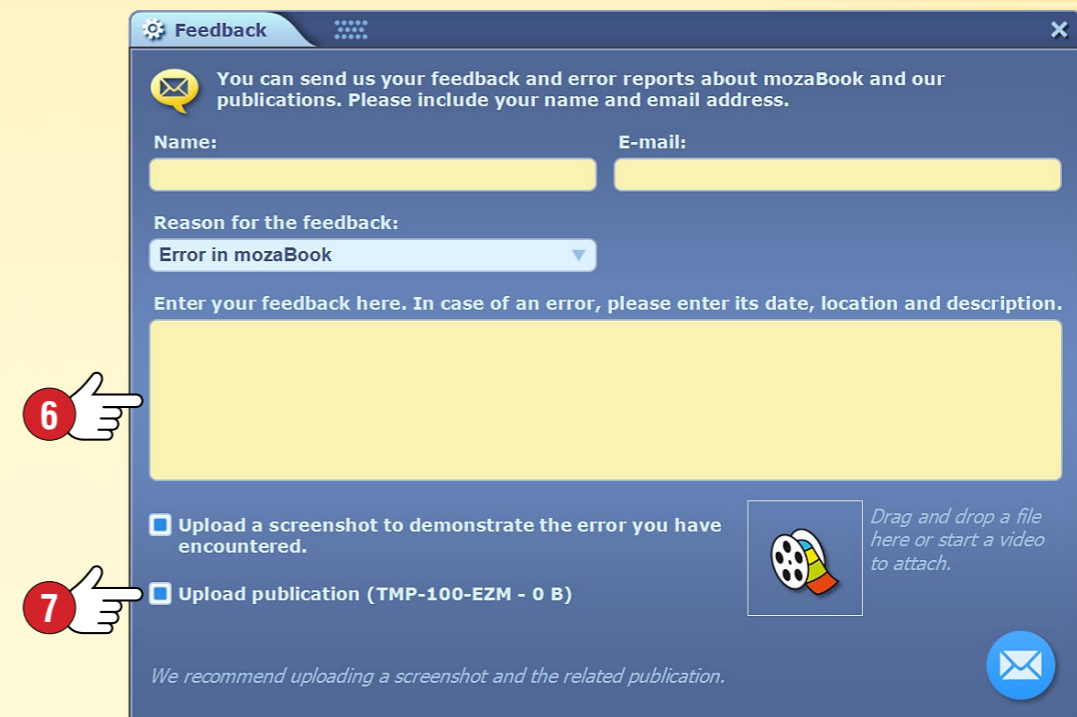 Feedback
You can send us your feedback and error reports about mozaBook and our
publications. Please include your name and email address.
Name:
E-mail:
Reason for the feedback:
Error in mozaBook
Enter your feedback here. In case of an error, please enter its date, location and description.
6
Upload a screenshot to demonstrate the error you have
encountered.
Drag and drop a file
here or start a video
to attach.
7
Upload publication (TMP-100-EZM - 0 B)
We recommend uploading a screenshot and the related publication.